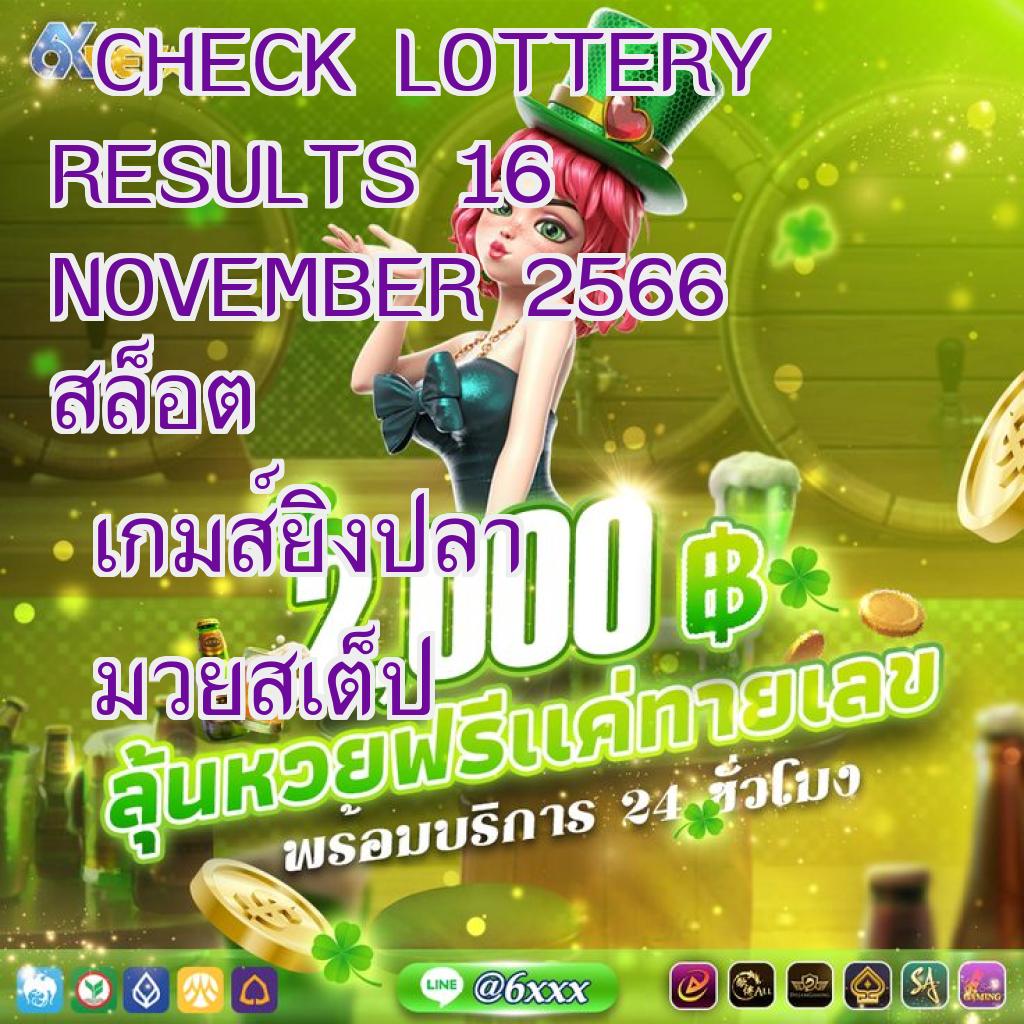 CHECK LOTTERY
RESULTS 16
NOVEMBER 2566
สล็อต
เกมส์ยิงปลา
2,000 ฿
มวยสเต็ป
ลุ้นหวยฟรีแค่ทายเลข
พร้อมบริการ 24 ชั่วโมง
LINE @6xxx
ALL
SA
GAMING